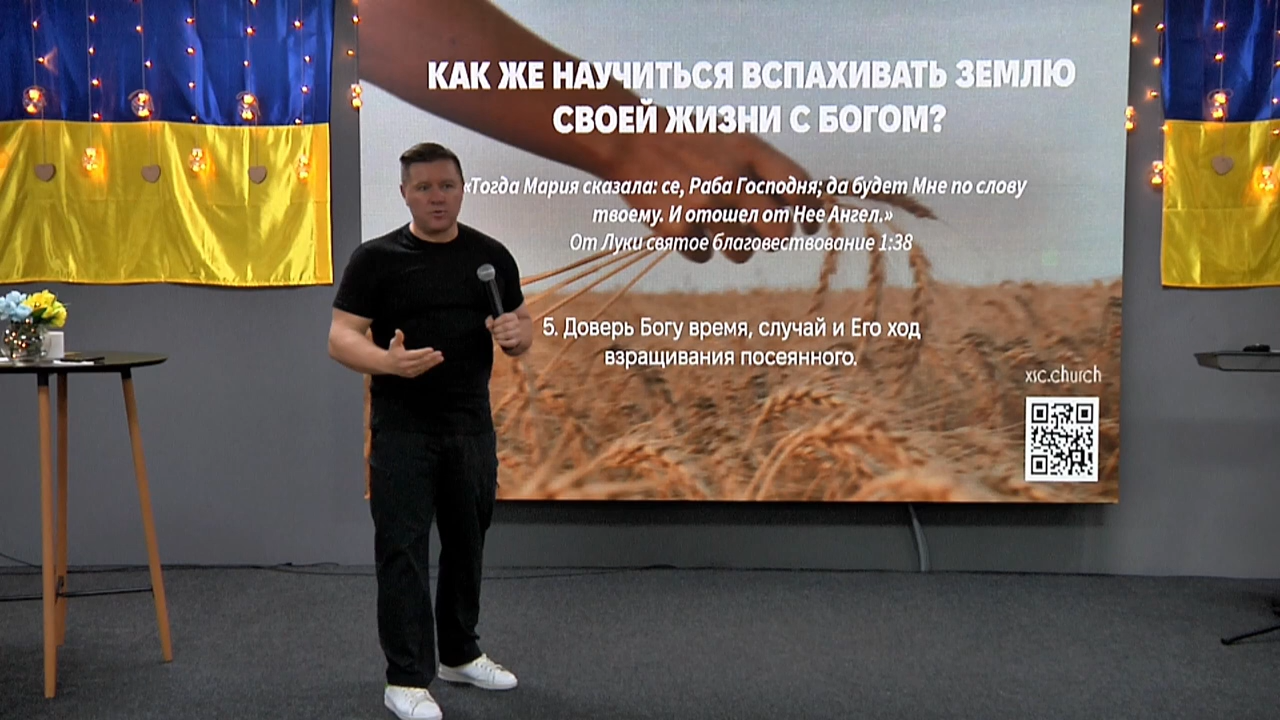 КАК ЖЕ НАУЧИТЬСЯ ВСПАХИВАТЬ ЗЕМЛЮ
СВОЕЙ ЖИЗНИ С БОГОМ?
«Тогда Мария сказала: се, Раба Господня; да будет Мне по слову
твоему. И отошел от Нее Ангел.»
От Луки святое благовествование 1:38
5. Доверь Богу время, случай и Его ход
взращивания посеянного.
xsc.church